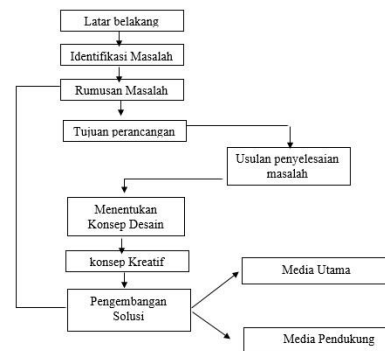 Latar belakang
Identifikasi Masalah
Rumusan Masalah
Tujuan perancangan
Usulan penyelesaian
masalah
Menentukan
Konsep Desain
konsep Kreatif
Pengembangan
Solusi
Media Utama
Media Pendukung